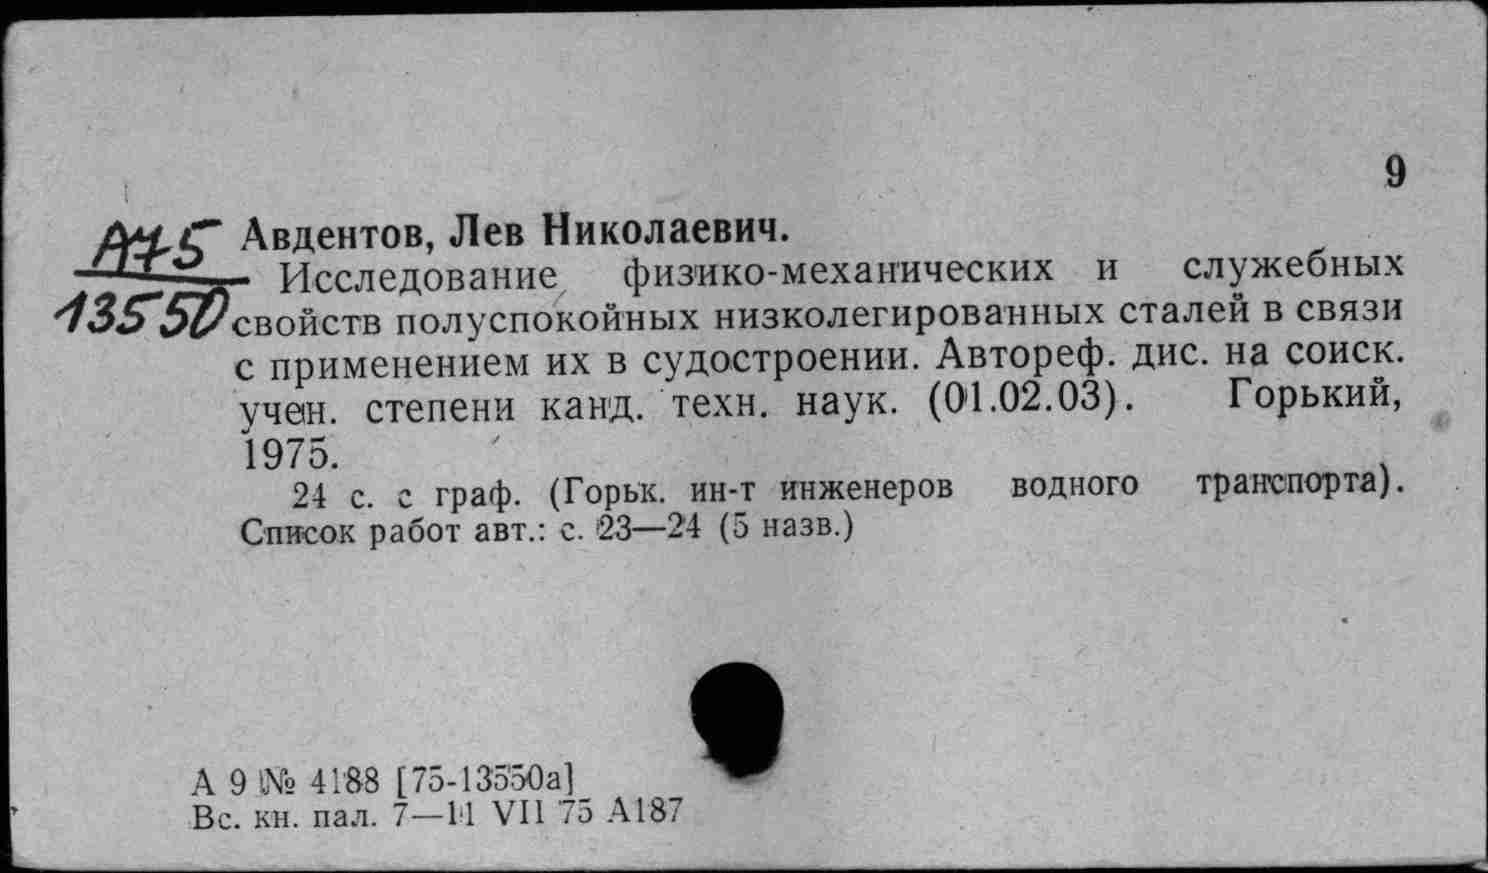 9
А75 Авдентов, Лев Николаевич.
Исследование физико-механических и служебных
13550 свойств полуспокойных низколегированных сталей в связи
с применением их в судостроении. Автореф. дис. на соиск.
учен. степени канд. техн. наук. (01.02.03). Горький,
1975.
24 с. с граф. (Горьк. ин-т инженеров водного транспорта).
Список работ авт.: с. 23—24 (5 назв.)
А 9 № 4188 [75-13550а]
Вс. кн. пал. 7—11 VII 75 А187